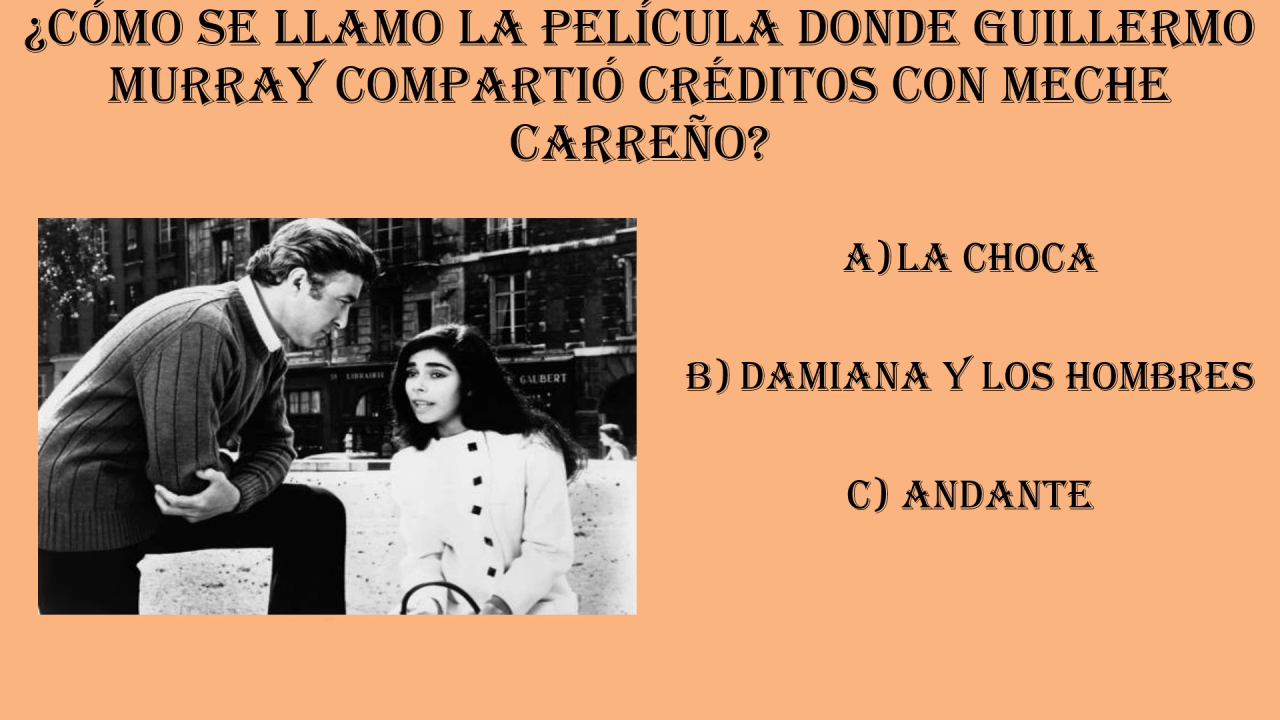 ¿CÓMO SE LLAMO LA PELÍCULA DONDE GUILLERMO
MURRAY COMPARTIÓ CRÉDITOS CON MECHE
CARREÑO?
A) LA CHOCA
B) DAMIANA Y LOS HOMBRES
C) ANDANTE
GAUBERT